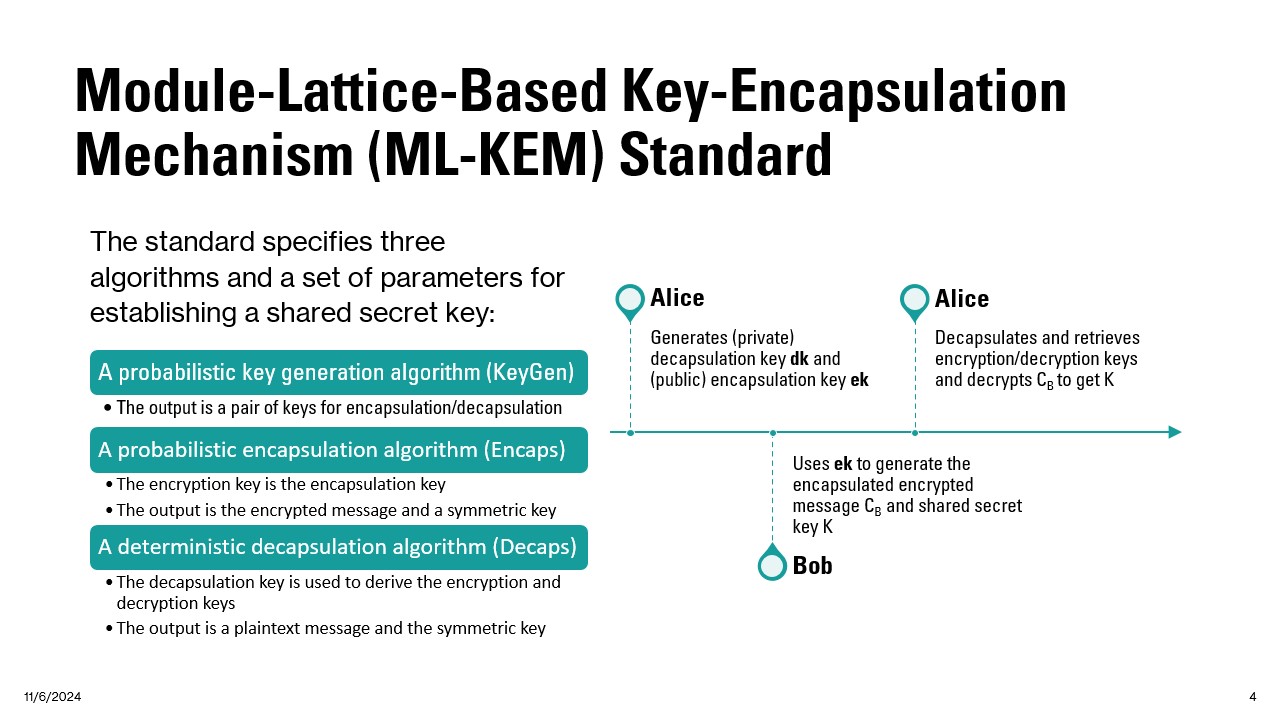 Module-Lattice-Based Key-Encapsulation
Mechanism (ML-KEM) Standard
The standard specifies three
algorithms and a set of parameters for
establishing a shared secret key:
A probabilistic key generation algorithm (KeyGen)
• The output is a pair of keys for encapsulation/decapsulation
A probabilistic encapsulation algorithm (Encaps)
• The encryption key is the encapsulation key
• The output is the encrypted message and a symmetric key
A deterministic decapsulation algorithm (Decaps)
• The decapsulation key is used to derive the encryption and
decryption keys
• The output is a plaintext message and the symmetric key
Alice
Generates (private)
decapsulation key dk and
(public) encapsulation key ek
Uses ek to generate the
encapsulated encrypted
message CB and shared secret
key K
Bob
Alice
Decapsulates and retrieves
encryption/decryption keys
and decrypts CB to get K
11/6/2024
4